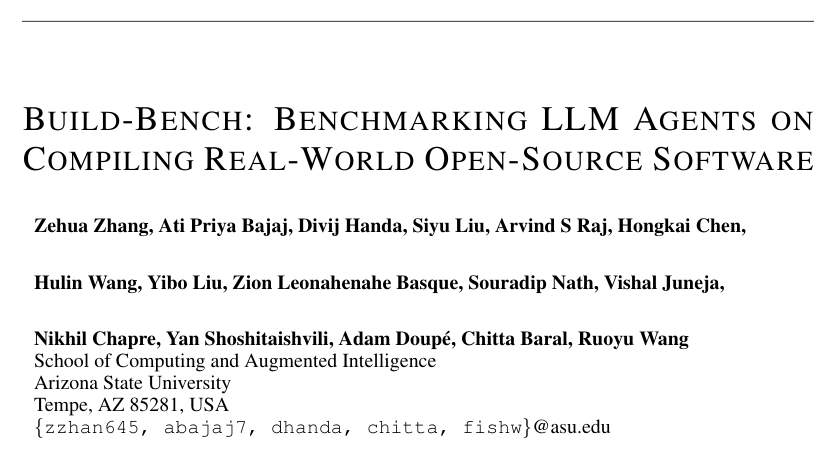 BUILD-BENCH: BENCHMARKING LLM AGENTS ON
COMPILING REAL-WORLD OPEN-SOURCE SOFTWARE
Zehua Zhang, Ati Priya Bajaj, Divij Handa, Siyu Liu, Arvind S Raj, Hongkai Chen,
Hulin Wang, Yibo Liu, Zion Leonahenahe Basque, Souradip Nath, Vishal Juneja,
Nikhil Chapre, Yan Shoshitaishvili, Adam Doupé, Chitta Baral, Ruoyu Wang
School of Computing and Augmented Intelligence
Arizona State University
Tempe, AZ 85281, USA
{zzhan645, abajaj7, dhanda, chitta, fishw}@asu.edu